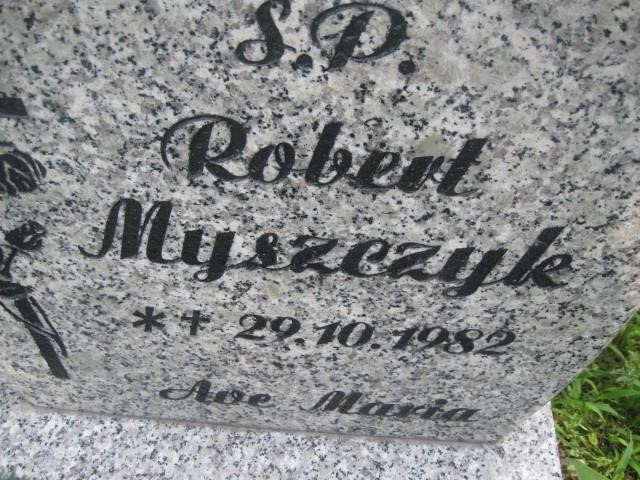 Ś.P.
Robert
Myszczyk
*+ 29.10.1982
Ave Maria